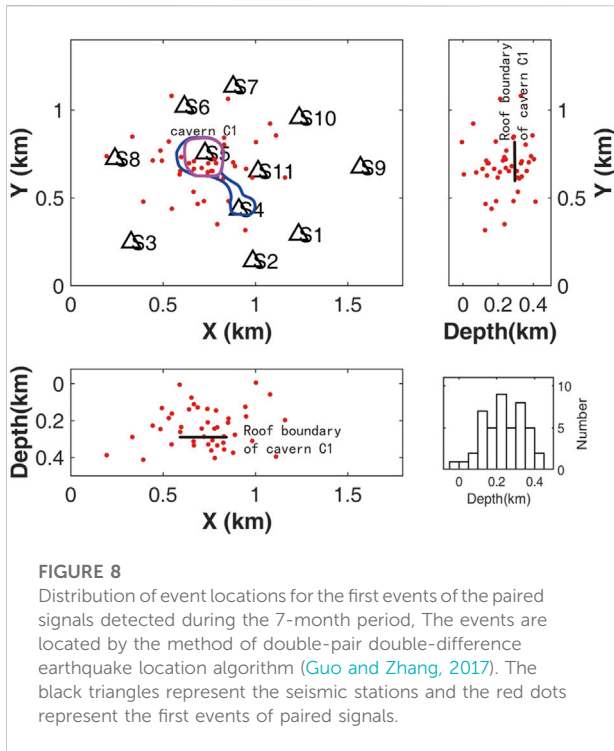 S7
S6
S10
cavern C1
S5
S8
S11
S9
S4
S3
S1
S2
1
0.5
0
Y (km)
0
0.5
1
1.5
X (km)
Roof boundary
of cavern C1
1
0.5
0
Y (km)
0 0.2 0.4
Depth(km)
0
0.2
0.4
Depth(km)
Roof boundary
of cavern C1
0
0.5
1
1.5
X (km)
10
5
0
Number
0 0.2 0.4
Depth(km)
FIGURE 8
Distribution of event locations for the first events of the paired
signals detected during the 7-month period, The events are
located by the method of double-pair double-difference
earthquake location algorithm (Guo and Zhang, 2017). The
black triangles represent the seismic stations and the red dots
represent the first events of paired signals.